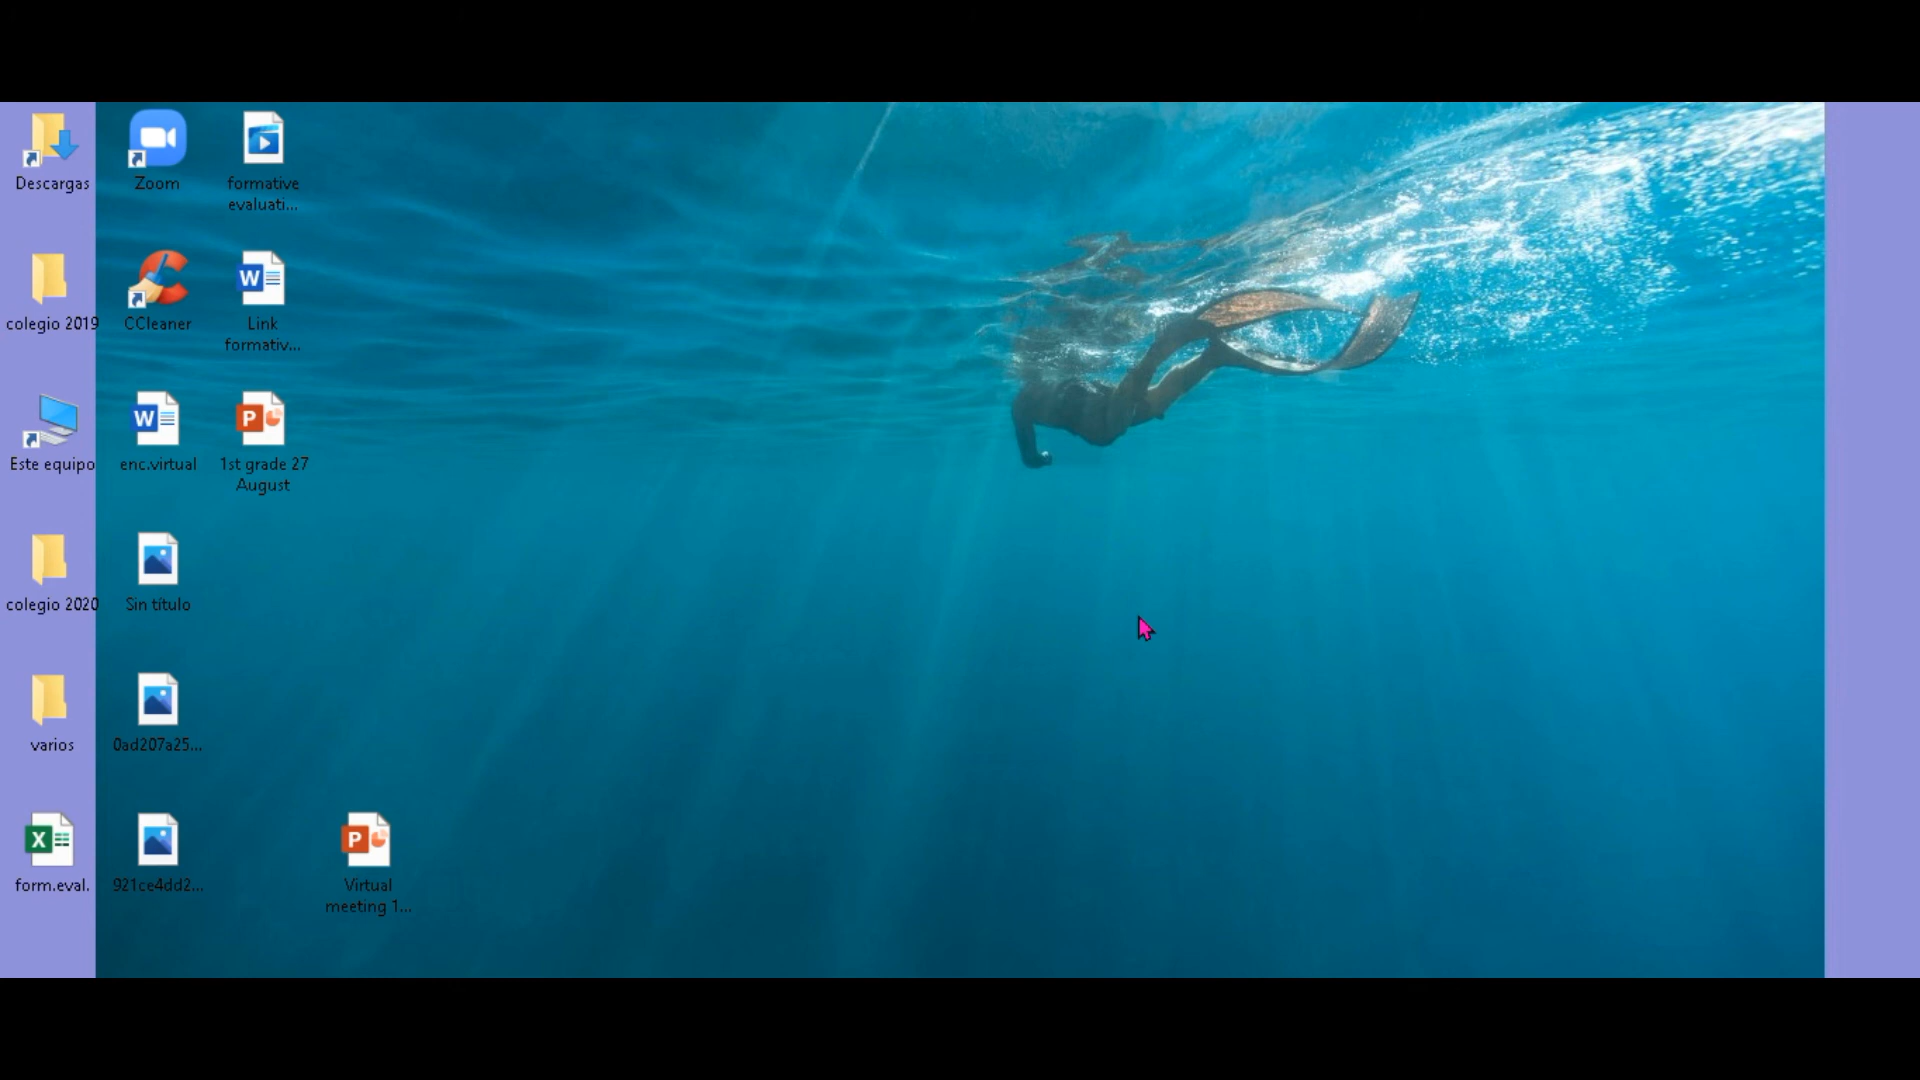 Descargas
Zoom
formative
evaluati...
colegio 2019
CCleaner
Link
formativ...
Este equipo
enc.virtual
1st grade 27
August
colegio 2020
Sin título
varios
0ad207a25...
form.eval.
921ce4dd2...
Virtual
meeting 1...